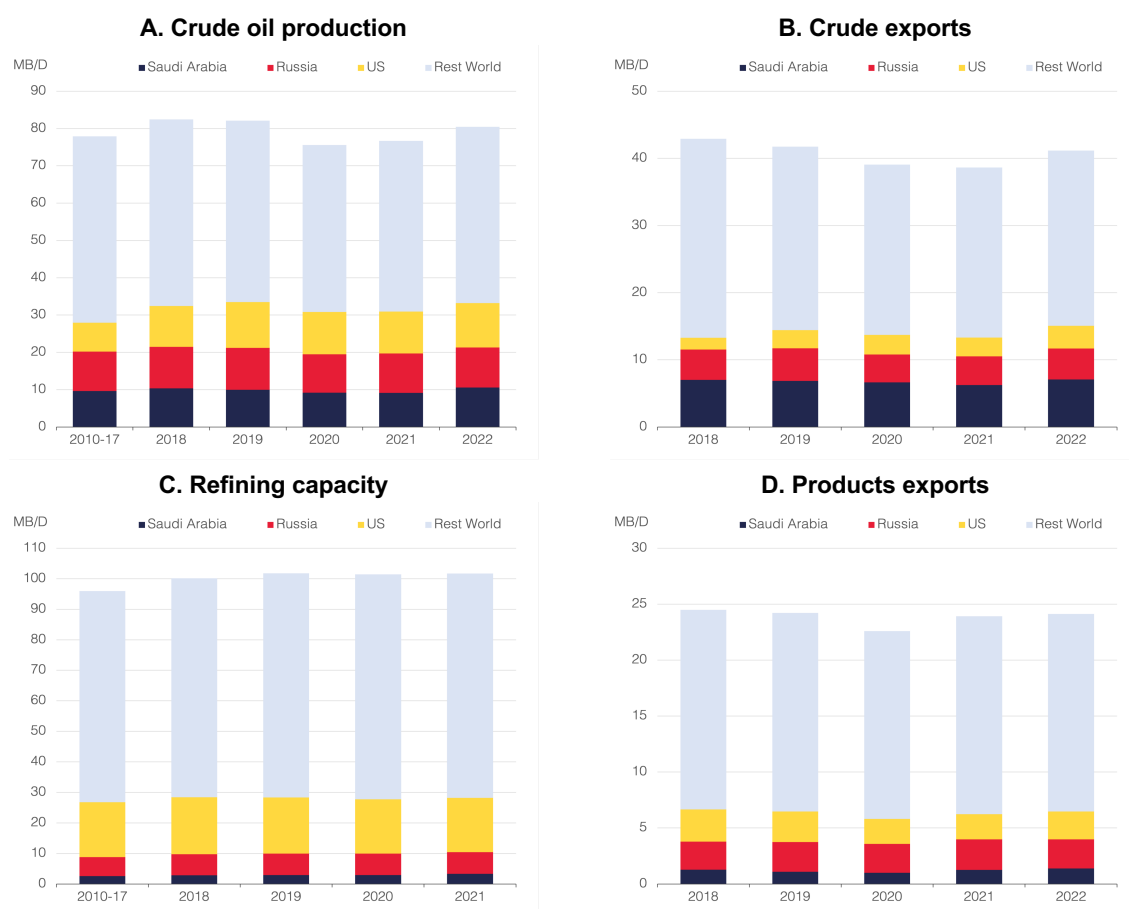 A. Crude oil production
MB/D
Saudi Arabia Russia US Rest World
90
80
70
60
50
40
30
20
10
0
2010-17 2018 2019 2020 2021 2022
B. Crude exports
MB/D
Saudi Arabia Russia US Rest World
50
40
30
20
10
0
2018 2019 2020 2021 2022
C. Refining capacity
MB/D
Saudi Arabia Russia US Rest World
110
100
90
80
70
60
50
40
30
20
10
0
2010-17 2018 2019 2020 2021
D. Products exports
MB/D
Saudi Arabia Russia US Rest World
30
25
20
15
10
5
0
2018 2019 2020 2021 2022